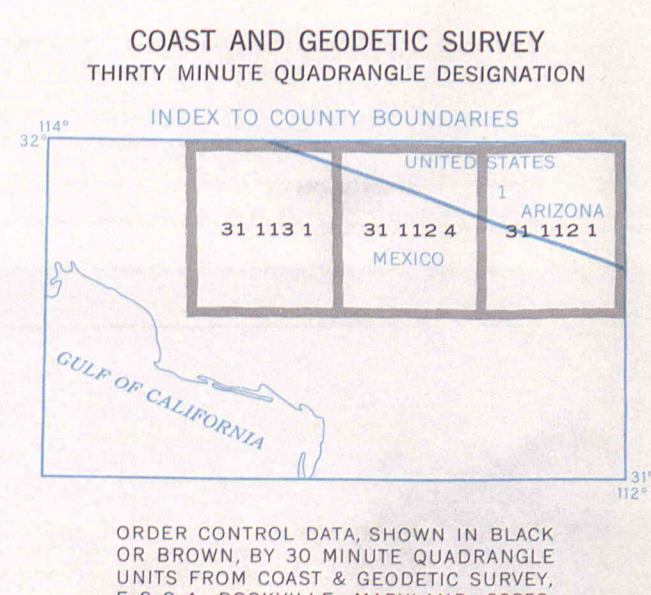 COAST AND GEODETIC SURVEY
THIRTY MINUTE QUADRANGLE DESIGNATION
INDEX TO COUNTY BOUNDARIES
114°
32°
UNITED STATES
1
ARIZONA
31 113 1
31 112 4
31 112 1
MEXICO
GULF OF CALIFORNIA
31°
112°
ORDER CONTROL DATA, SHOWN IN BLACK
OR BROWN, BY 30 MINUTE QUADRANGLE
UNITS FROM COAST & GEODETIC SURVEY,